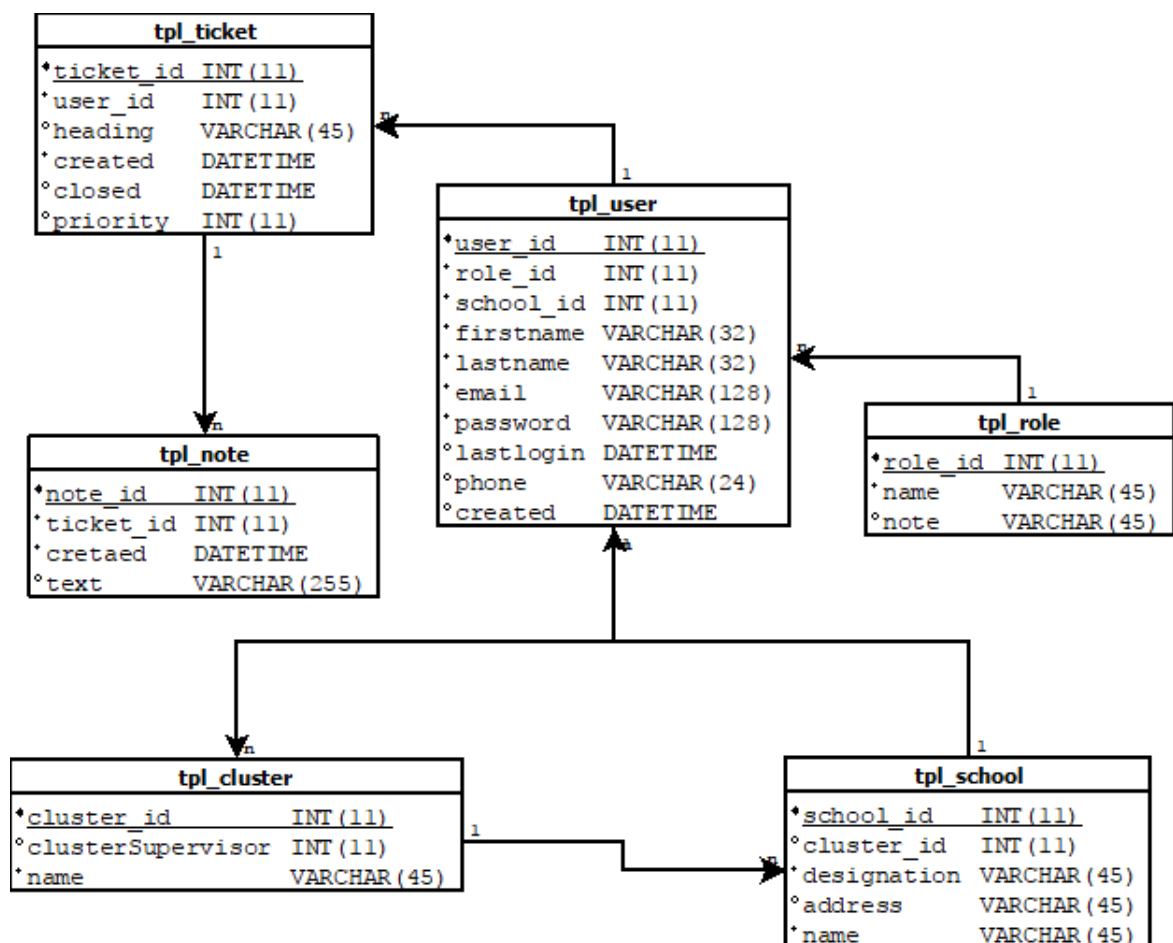 tpl_ticket
ticket_id INT(11)
user_id INT(11)
heading VARCHAR(45)
created DATETIME
closed DATETIME
priority INT(11)
n
1
1
tpl_user
user_id INT(11)
role_id INT(11)
school_id INT(11)
firstname VARCHAR(32)
lastname VARCHAR(32)
email VARCHAR(128)
password VARCHAR(128)
lastlogin DATETIME
phone VARCHAR(24)
created DATETIME
n
1
tpl_role
role_id INT(11)
name VARCHAR(45)
note VARCHAR(45)
n
tpl_note
note_id INT(11)
ticket_id INT(11)
cretaed DATETIME
text VARCHAR(255)
n
tpl_cluster
cluster_id INT(11)
clusterSupervisor INT(11)
name VARCHAR(45)
1
n
1
tpl_school
school_id INT(11)
cluster_id INT(11)
designation VARCHAR(45)
address VARCHAR(45)
name VARCHAR(45)